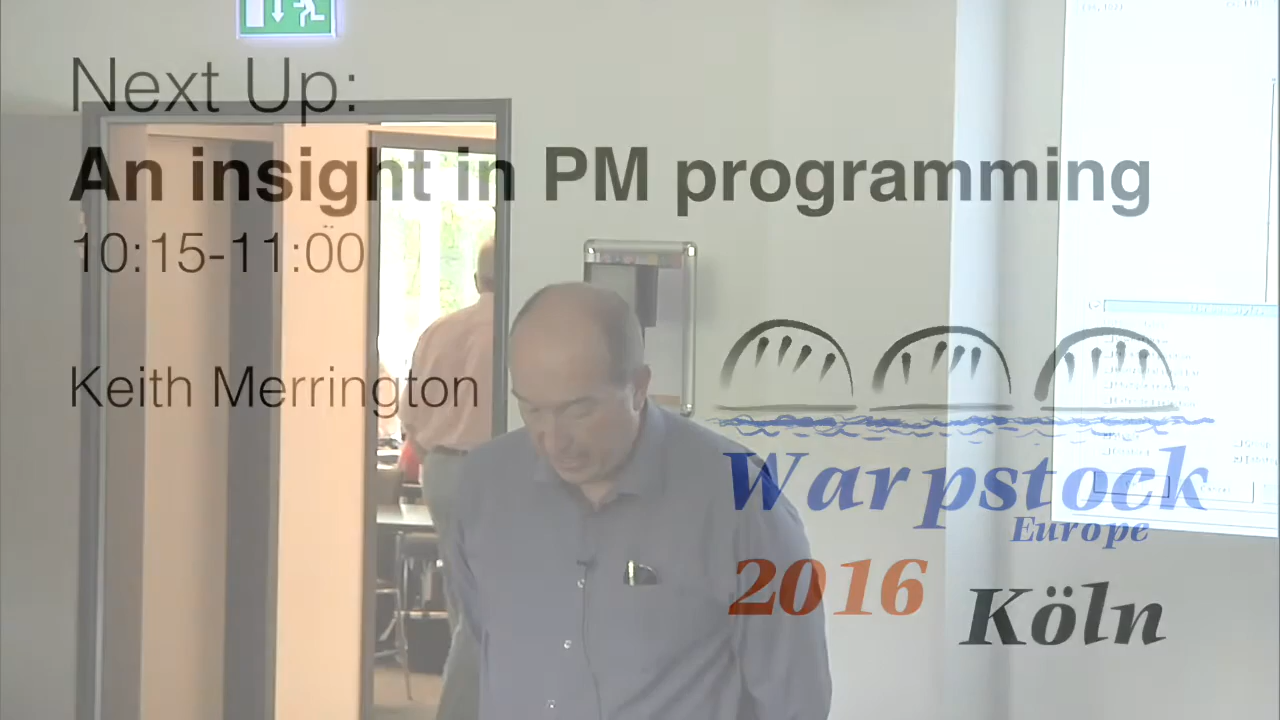 Next Up:
An insight in PM programming
10:15-11:00
Keith Merrington
Warpstock
Europe
2016
Köln